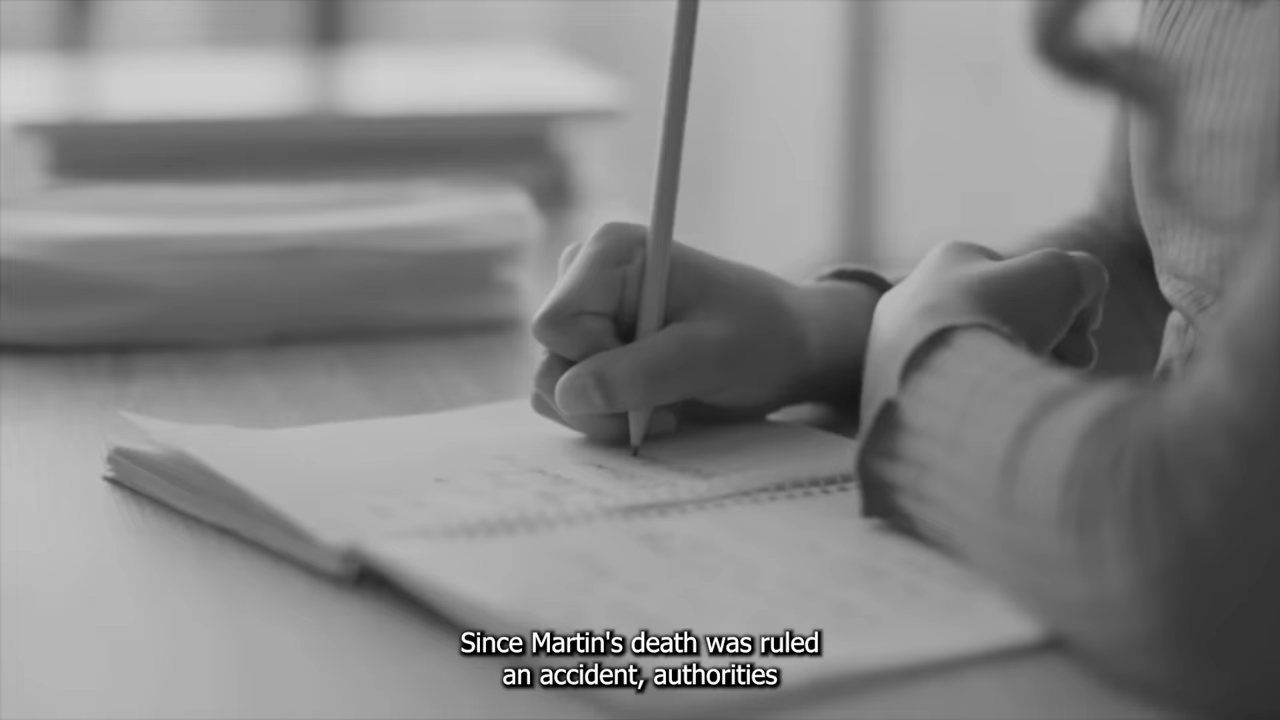 Since Martin's death was ruled
an accident, authorities